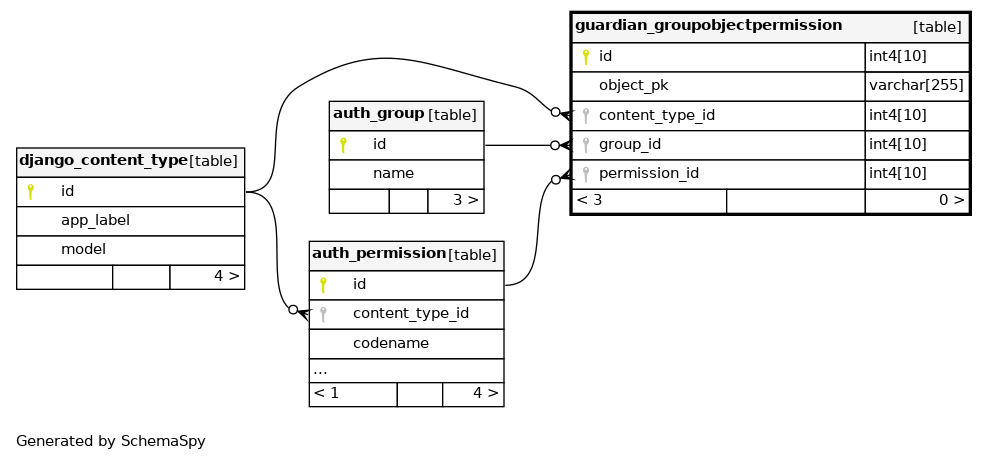 guardian_groupobjectpermission [table]
id int4[10]
object_pk varchar[255]
content_type_id int4[10]
group_id int4[10]
permission_id int4[10]
< 3 0 >
auth_group [table]
id
name
3 >
django_content_type [table]
id
app_label
model
4 >
auth_permission [table]
id
content_type_id
codename
...
< 1 4 >
Generated by SchemaSpy